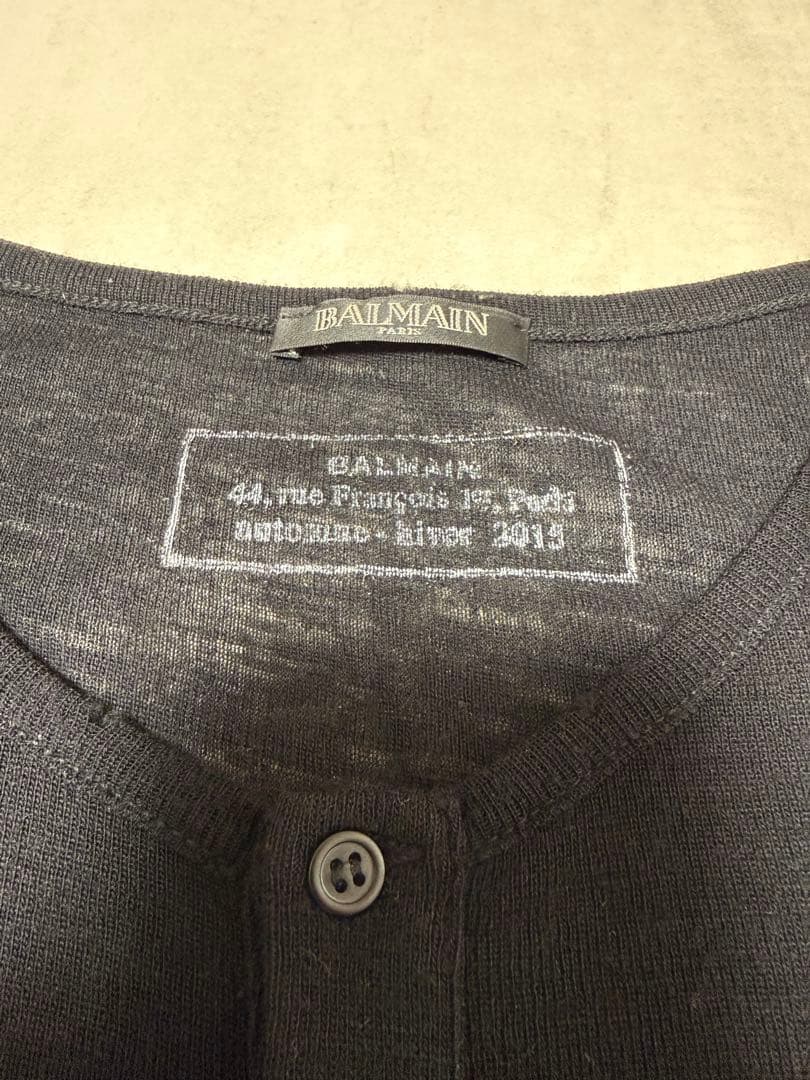 BALMAIN
PARIS
BALMAIN
44, rue François 1er, Paris
automne - hiver 2015